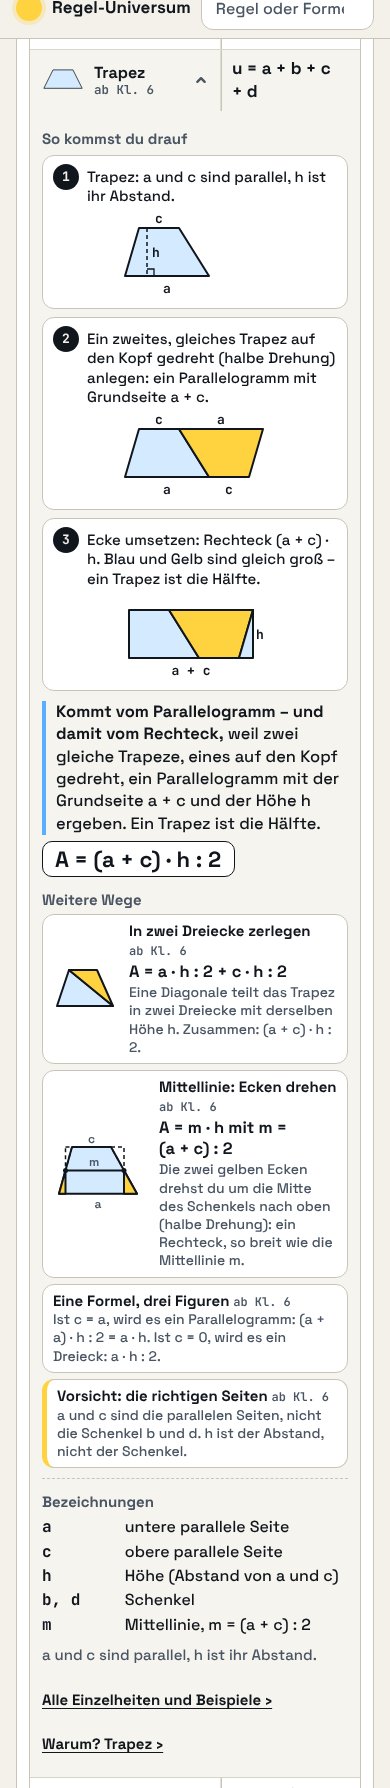 Regel-Universum
Regel oder Forme
Trapez
ab Kl. 6
u = a + b + c
+ d
So kommst du drauf
1
Trapez: a und c sind parallel, h ist
ihr Abstand.
c
h
a
2
Ein zweites, gleiches Trapez auf
den Kopf gedreht (halbe Drehung)
anlegen: ein Parallelogramm mit
Grundseite a + c.
c a
a c
3
Ecke umsetzen: Rechteck (a + c) ·
h. Blau und Gelb sind gleich groß –
ein Trapez ist die Hälfte.
h
a + c
Kommt vom Parallelogramm – und
damit vom Rechteck, weil zwei
gleiche Trapeze, eines auf den Kopf
gedreht, ein Parallelogramm mit der
Grundseite a + c und der Höhe h
ergeben. Ein Trapez ist die Hälfte.
A = (a + c) · h : 2
Weitere Wege
In zwei Dreiecke zerlegen
ab Kl. 6
A = a · h : 2 + c · h : 2
Eine Diagonale teilt das Trapez
in zwei Dreiecke mit derselben
Höhe h. Zusammen: (a + c) · h :
2.
Mittellinie: Ecken drehen
ab Kl. 6
A = m · h mit m =
(a + c) : 2
Die zwei gelben Ecken
drehst du um die Mitte
des Schenkels nach oben
(halbe Drehung): ein
Rechteck, so breit wie die
Mittellinie m.
c
m
a
Eine Formel, drei Figuren ab Kl. 6
Ist c = a, wird es ein Parallelogramm: (a +
a) · h : 2 = a · h. Ist c = 0, wird es ein
Dreieck: a · h : 2.
Vorsicht: die richtigen Seiten ab Kl. 6
a und c sind die parallelen Seiten, nicht
die Schenkel b und d. h ist der Abstand,
nicht der Schenkel.
Bezeichnungen
a untere parallele Seite
c obere parallele Seite
h Höhe (Abstand von a und c)
b, d Schenkel
m Mittellinie, m = (a + c) : 2
a und c sind parallel, h ist ihr Abstand.
Alle Einzelheiten und Beispiele >
Warum? Trapez >